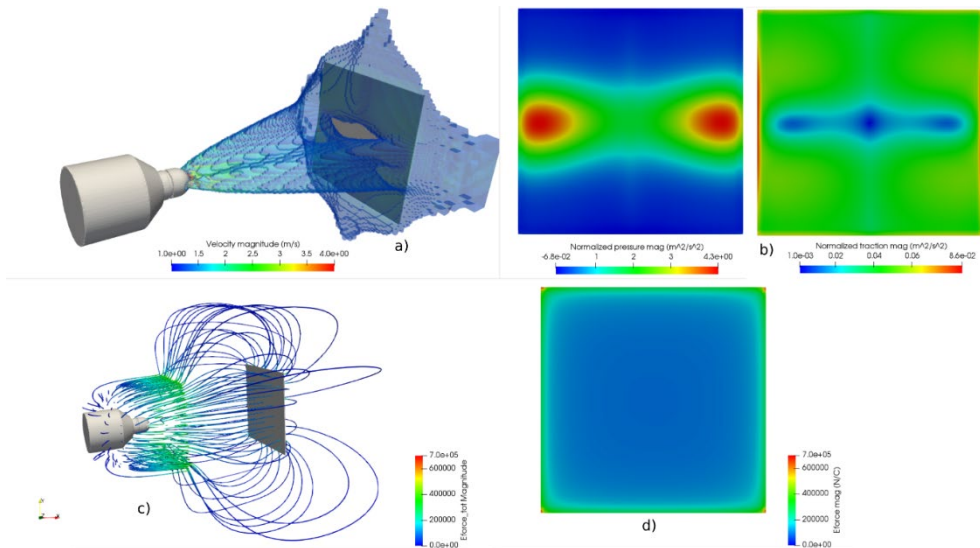 Velocity magnitude (m/s)
1.0e+00 1.5 2 2.5 3 4.0e+00
a)
Normalized pressure mag (m^2/s^2)
-6.8e-02 1 2 3 4.3e+00
b)
Normalized traction mag (m^2/s^2)
1.0e-03 0.02 0.04 0.06 8.6e-02
c)
Eforce_tot Magnitude
7.0e+05
600000
400000
200000
0.0e+00
d)
Eforce mag (N/C)
7.0e+05
600000
400000
200000
0.0e+00